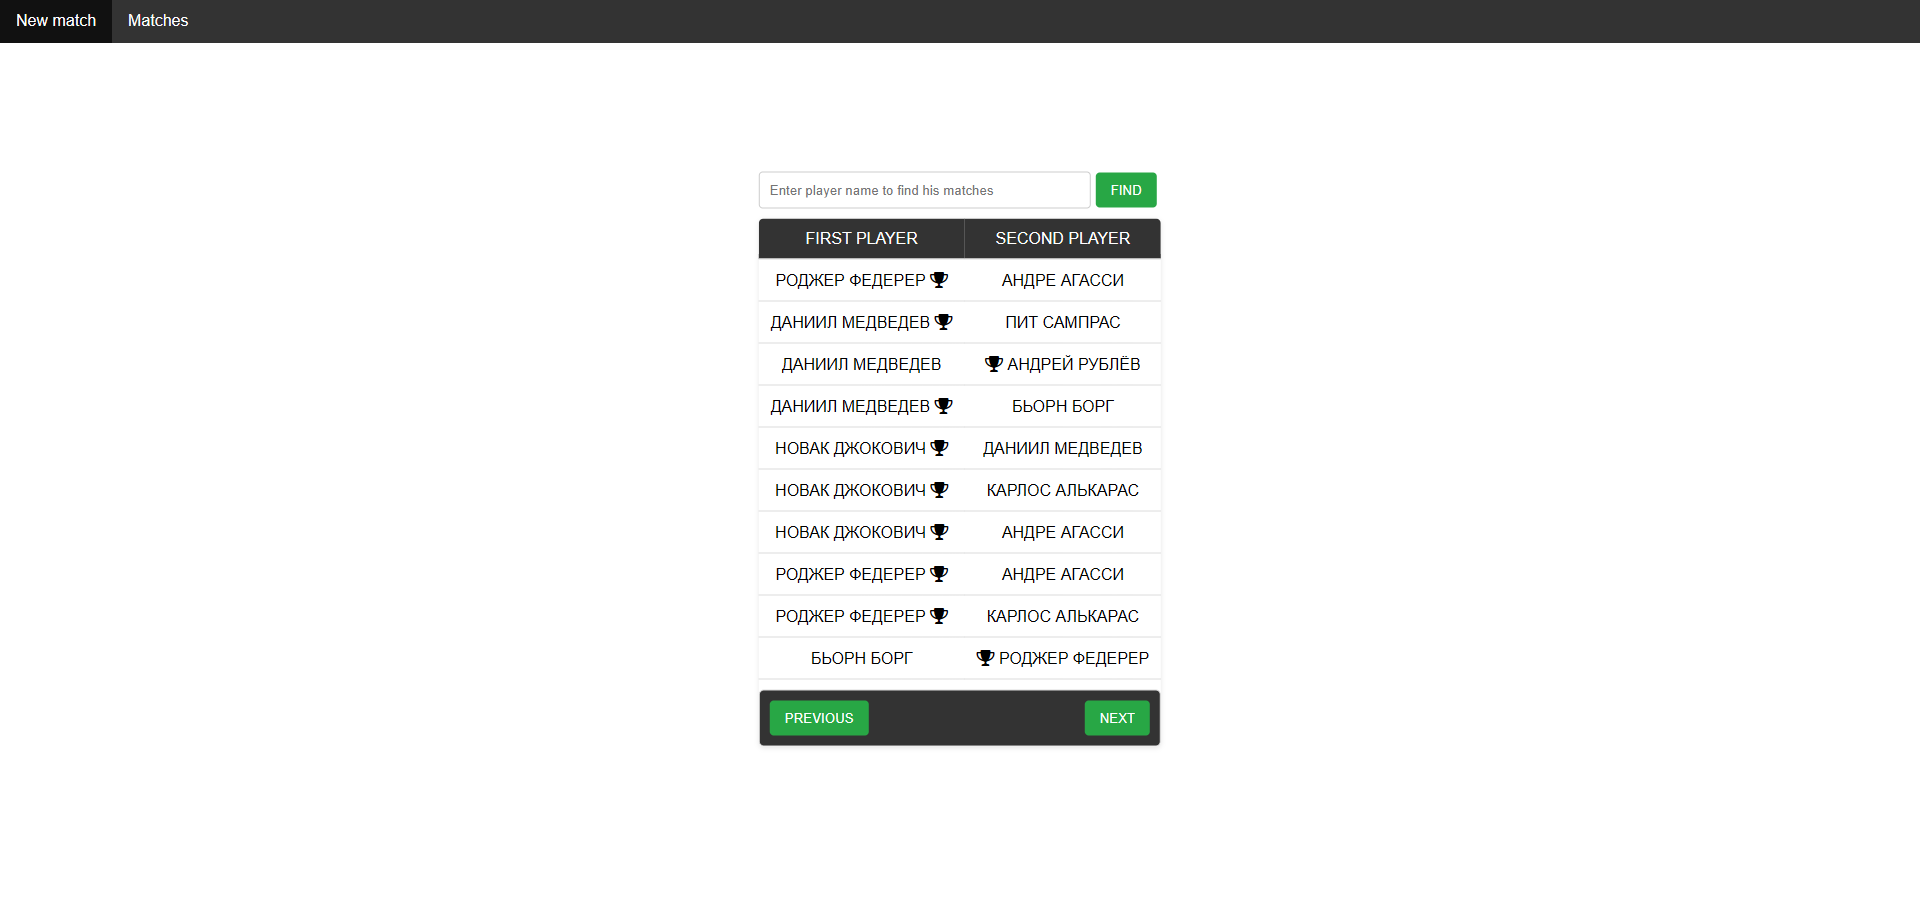 New match Matches
Enter player name to find his matches FIND
FIRST PLAYER SECOND PLAYER
РОДЖЕР ФЕДЕРЕР АНДРЕ АГАССИ
ДАНИИЛ МЕДВЕДЕВ ПИТ САМПРАС
ДАНИИЛ МЕДВЕДЕВ АНДРЕЙ РУБЛЁВ
ДАНИИЛ МЕДВЕДЕВ БЬОРН БОРГ
НОВАК ДЖОКОВИЧ ДАНИИЛ МЕДВЕДЕВ
НОВАК ДЖОКОВИЧ КАРЛОС АЛЬКАРАС
НОВАК ДЖОКОВИЧ АНДРЕ АГАССИ
РОДЖЕР ФЕДЕРЕР АНДРЕ АГАССИ
РОДЖЕР ФЕДЕРЕР КАРЛОС АЛЬКАРАС
БЬОРН БОРГ РОДЖЕР ФЕДЕРЕР
PREVIOUS NEXT